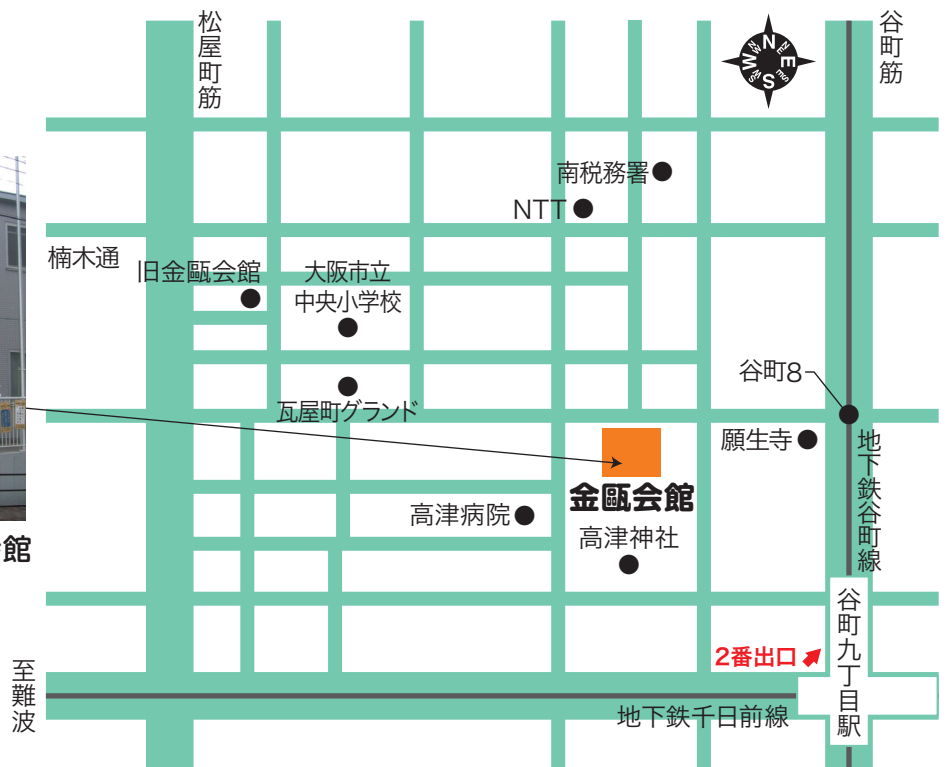 松屋町筋
谷町筋
N
NE
E
SE
S
SW
W
NW
南税務署
NTT
楠木通
旧金甌会館
大阪市立
中央小学校
谷町8
瓦屋町グランド
願生寺
地下鉄谷町線
金甌会館
高津病院
高津神社
館
谷町九丁目駅
2番出口
至難波
地下鉄千日前線